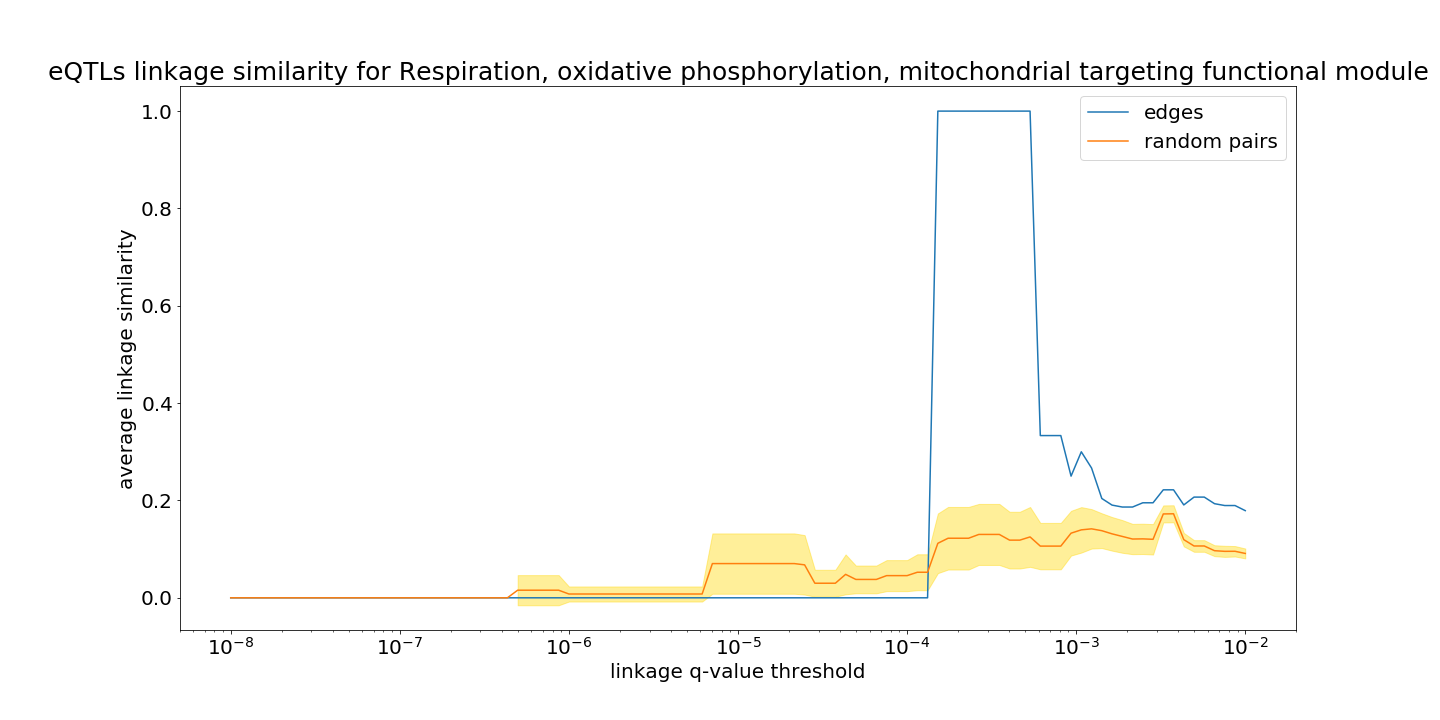 eQTLs linkage similarity for Respiration, oxidative phosphorylation, mitochondrial targeting functional module
edges
random pairs
average linkage similarity
1.0
0.8
0.6
0.4
0.2
0.0
10⁻⁸ 10⁻⁷ 10⁻⁶ 10⁻⁵ 10⁻⁴ 10⁻³ 10⁻²
linkage q-value threshold